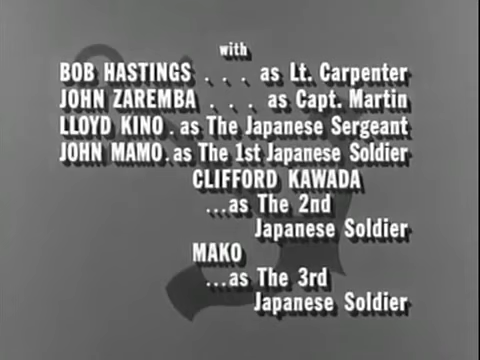 with
BOB HASTINGS . . . as Lt. Carpenter
JOHN ZAREMBA . . . as Capt. Martin
LLOYD KINO . as The Japanese Sergeant
JOHN MAMO. as The 1st Japanese Soldier
CLIFFORD KAWADA
...as The 2nd
Japanese Soldier
MAKO
...as The 3rd
Japanese Soldier